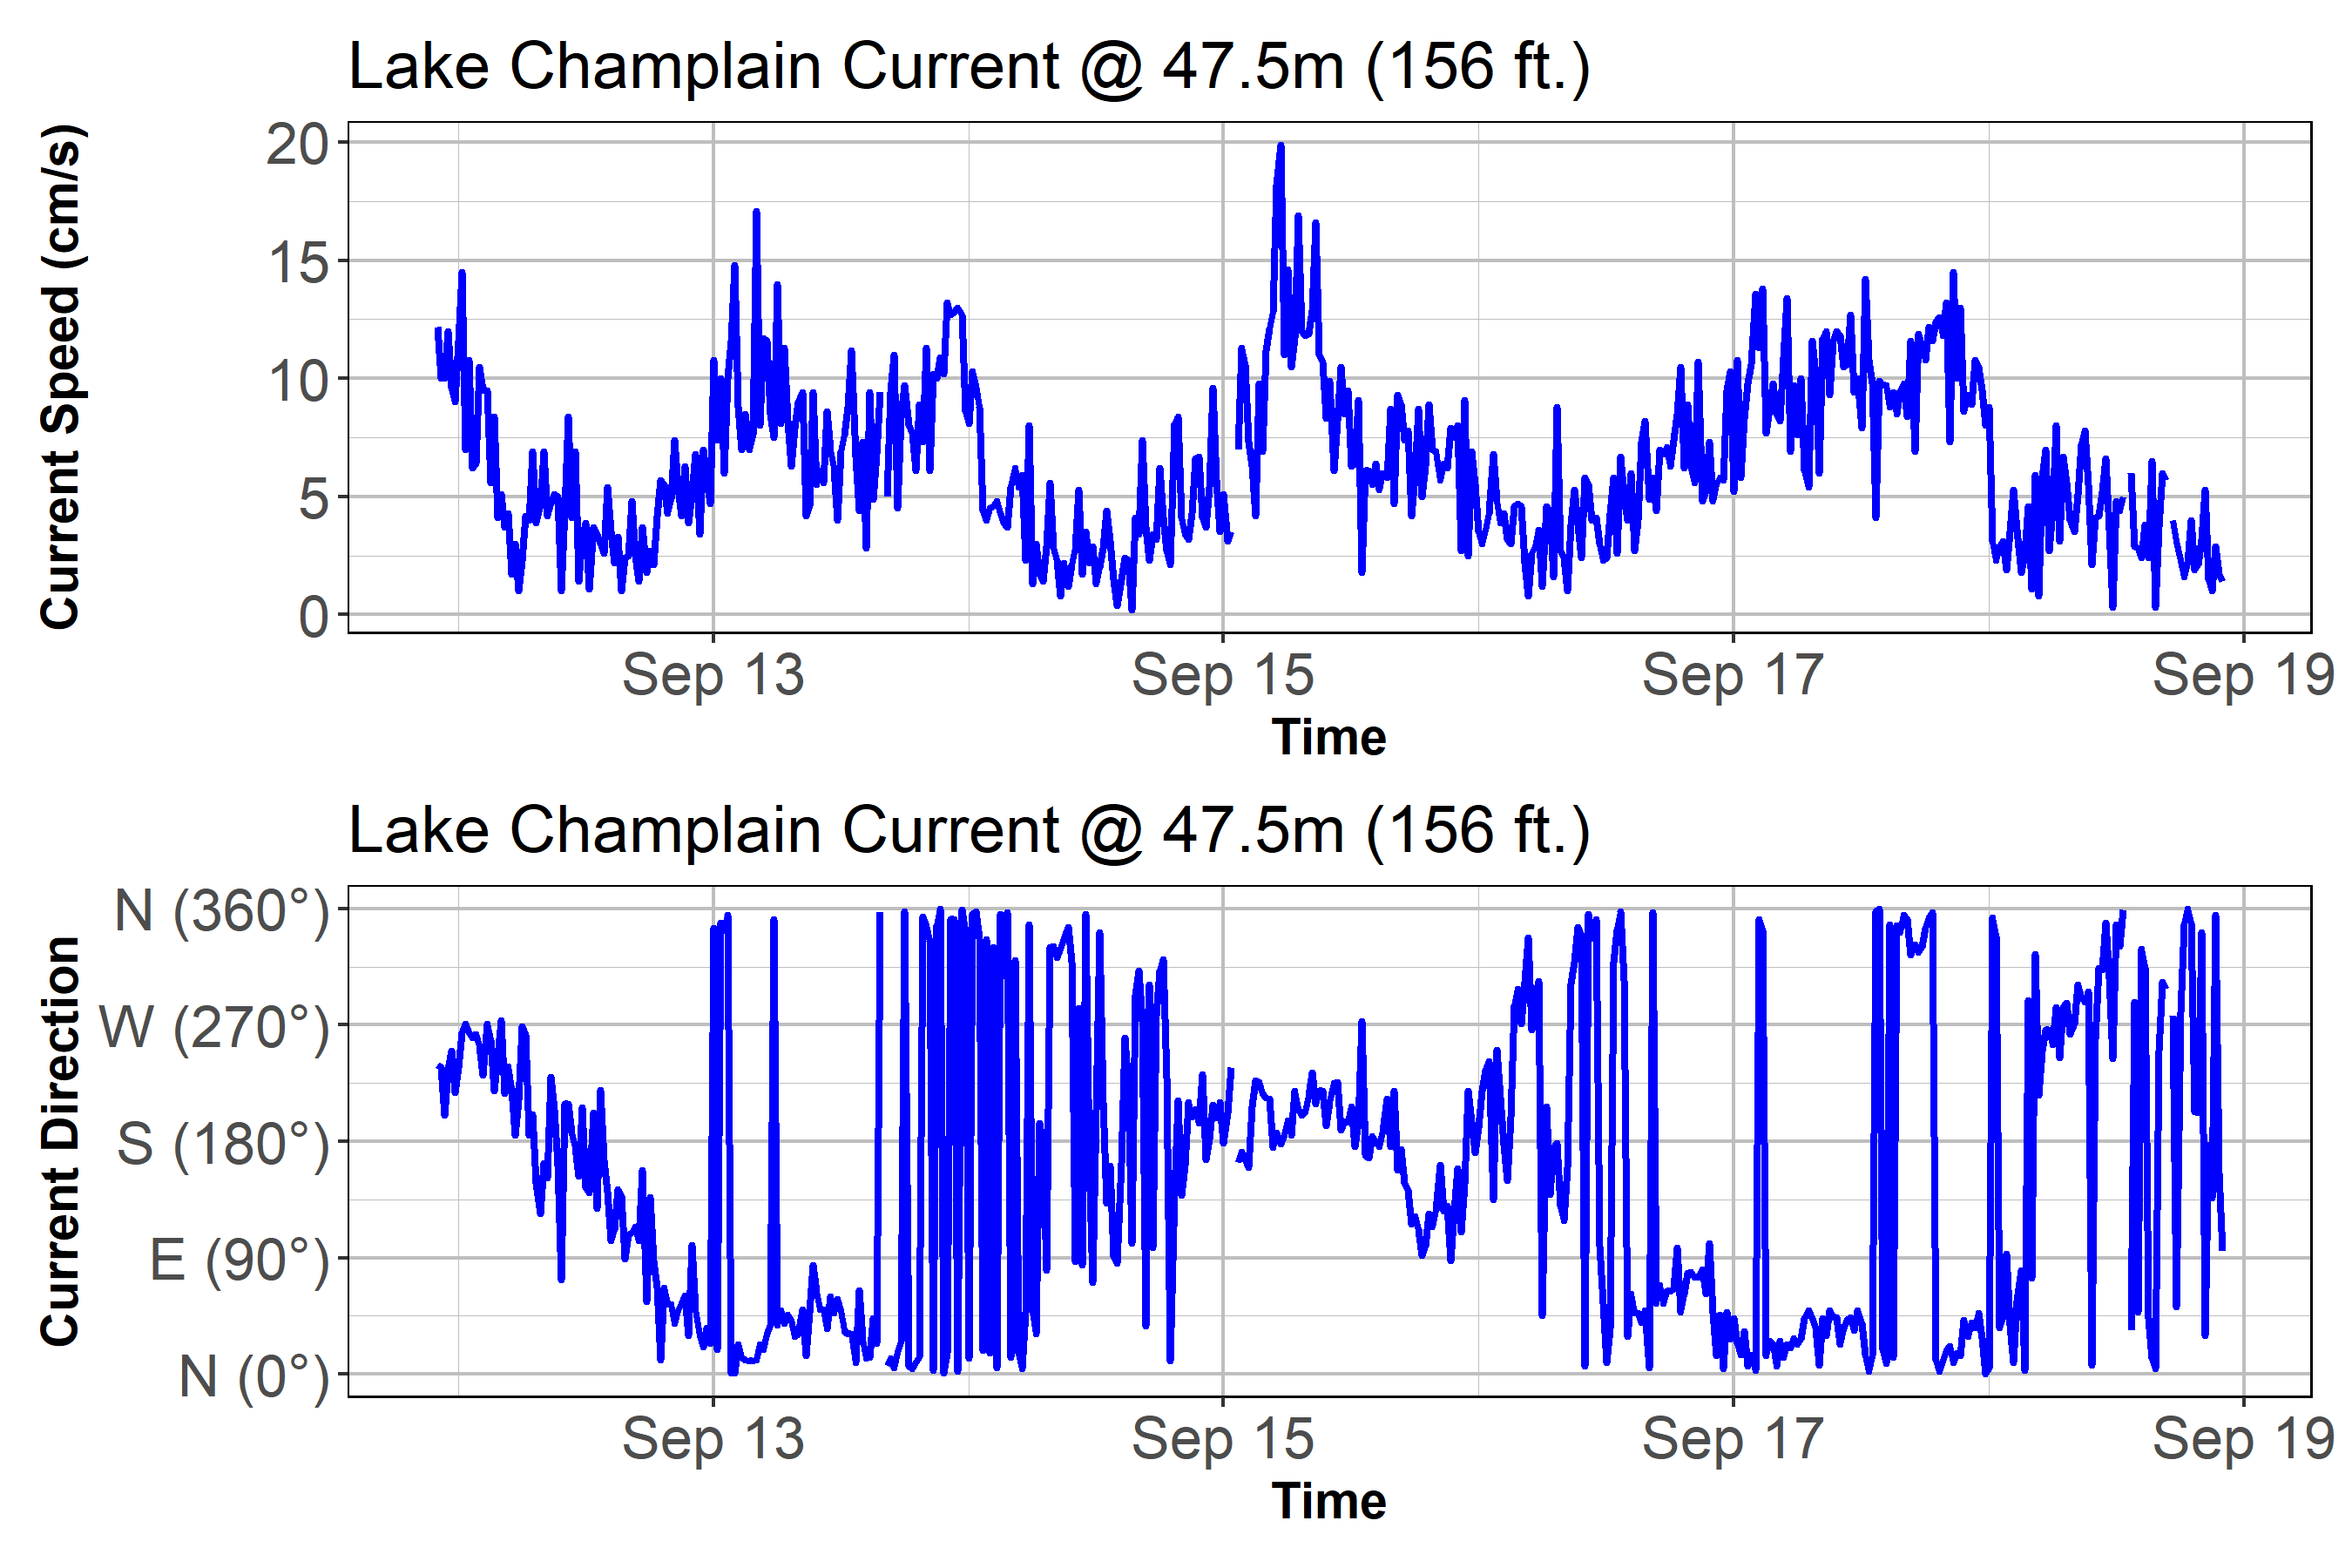 Lake Champlain Current @ 47.5m (156 ft.)
Current Speed (cm/s)
20
15
10
5
0
Sep 13 Sep 15 Sep 17 Sep 19
Time
Lake Champlain Current @ 47.5m (156 ft.)
Current Direction
N (360°)
W (270°)
S (180°)
E (90°)
N (0°)
Sep 13 Sep 15 Sep 17 Sep 19
Time